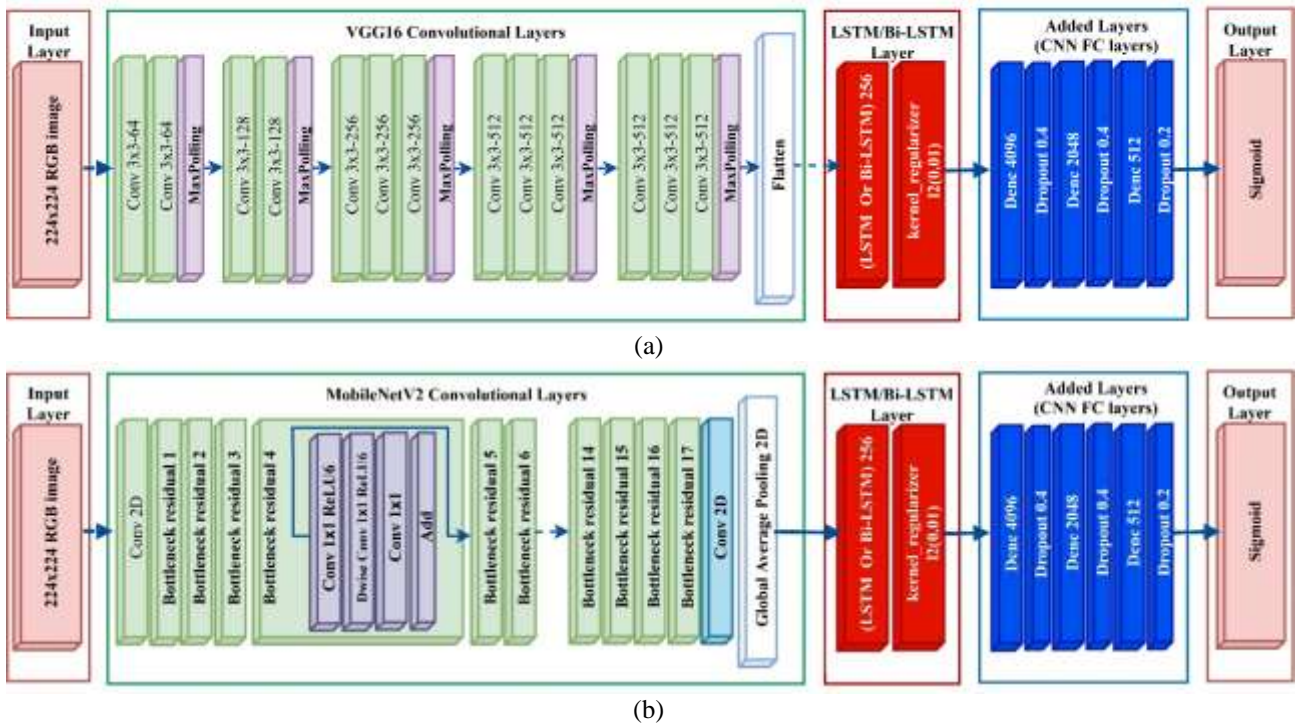 Input
Layer
224x224 RGB image
VGG16 Convolutional Layers
Conv 3x3-64
Conv 3x3-64
MaxPolling
Conv 3x3-128
Conv 3x3-128
MaxPolling
Conv 3x3-256
Conv 3x3-256
Conv 3x3-256
MaxPolling
Conv 3x3-512
Conv 3x3-512
Conv 3x3-512
MaxPolling
Conv 3x3-512
Conv 3x3-512
Conv 3x3-512
MaxPolling
Flatten
LSTM/Bi-LSTM
Layer
(LSTM Or Bi-LSTM) 256
kernel_regularizer
l2(0,01)
Added Layers
(CNN FC layers)
Denc 4096
Dropout 0.4
Denc 2048
Dropout 0.4
Denc 512
Dropout 0.2
Output
Layer
Sigmoid
(a)
Input
Layer
224x224 RGB image
MobileNetV2 Convolutional Layers
Conv 2D
Bottleneck residual 1
Bottleneck residual 2
Bottleneck residual 3
Bottleneck residual 4
Conv 1x1 ReLU6
Dwise Conv 1x1 ReLU6
Conv 1x1
Add
Bottleneck residual 5
Bottleneck residual 6
Bottleneck residual 14
Bottleneck residual 15
Bottleneck residual 16
Bottleneck residual 17
Conv 2D
Global Average Pooling 2D
LSTM/Bi-LSTM
Layer
(LSTM Or Bi-LSTM) 256
kernel_regularizer
l2(0,01)
Added Layers
(CNN FC layers)
Denc 4096
Dropout 0.4
Denc 2048
Dropout 0.4
Denc 512
Dropout 0.2
Output
Layer
Sigmoid
(b)